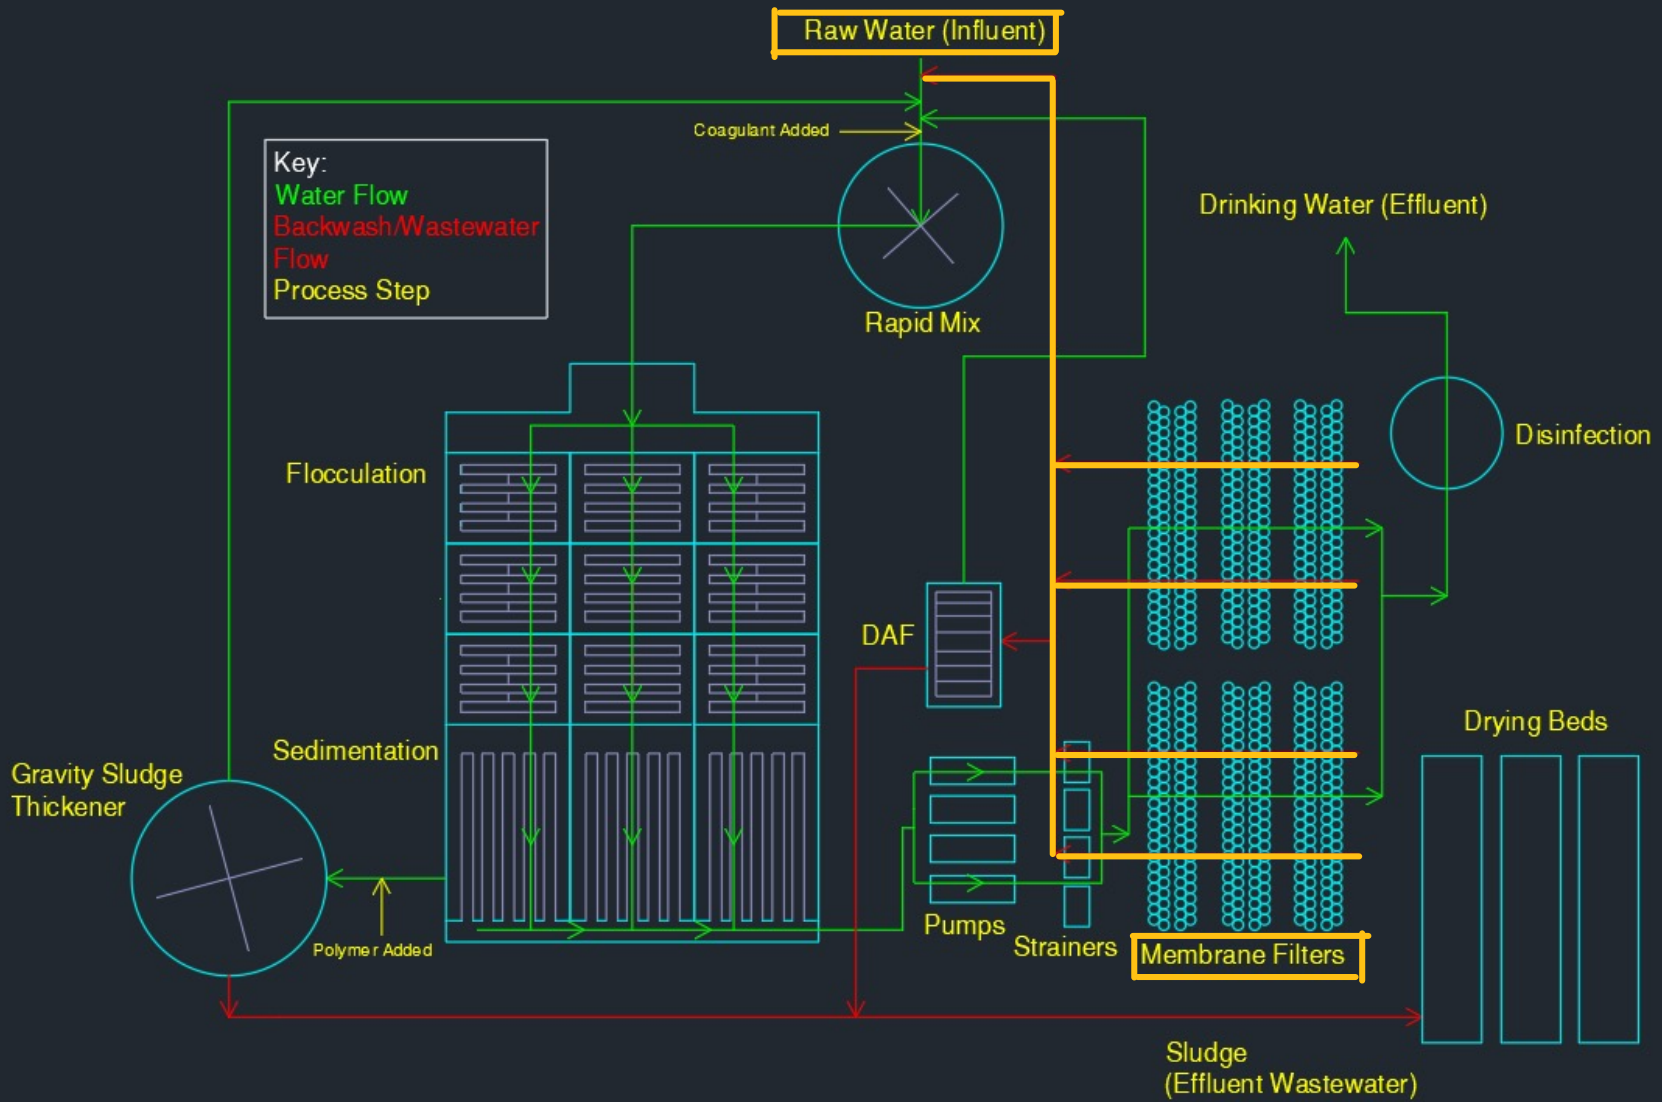 Raw Water (Influent)
Coagulant Added
Key:
Water Flow
Backwash/Wastewater
Flow
Process Step
Drinking Water (Effluent)
Rapid Mix
Disinfection
Flocculation
DAF
Sedimentation
Drying Beds
Gravity Sludge
Thickener
Polymer Added
Pumps
Strainers
Membrane Filters
Sludge
(Effluent Wastewater)